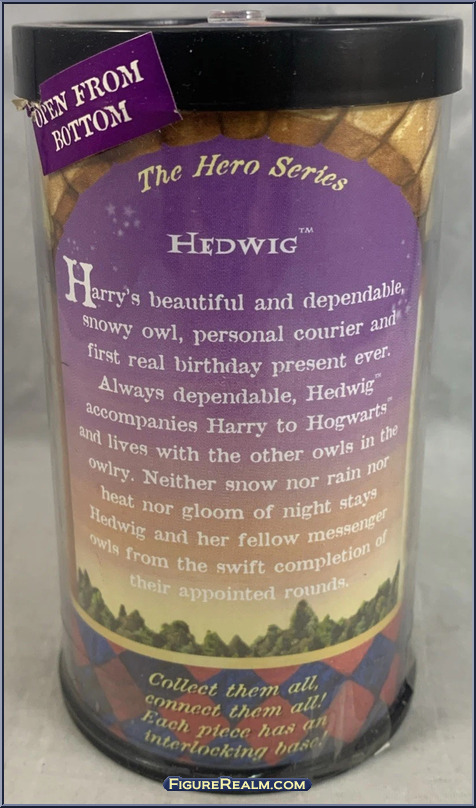 OPEN FROM
BOTTOM
The Hero Series
HEDWIG™
Harry's beautiful and dependable,
snowy owl, personal courier and
first real birthday present ever.
Always dependable, Hedwig™
accompanies Harry to Hogwarts™
and lives with the other owls in the
owlry. Neither snow nor rain nor
heat nor gloom of night stays
Hedwig and her fellow messenger
owls from the swift completion of
their appointed rounds.
Collect them all,
connect them all!
Each piece has an
interlocking base!
FIGUREREALM.COM